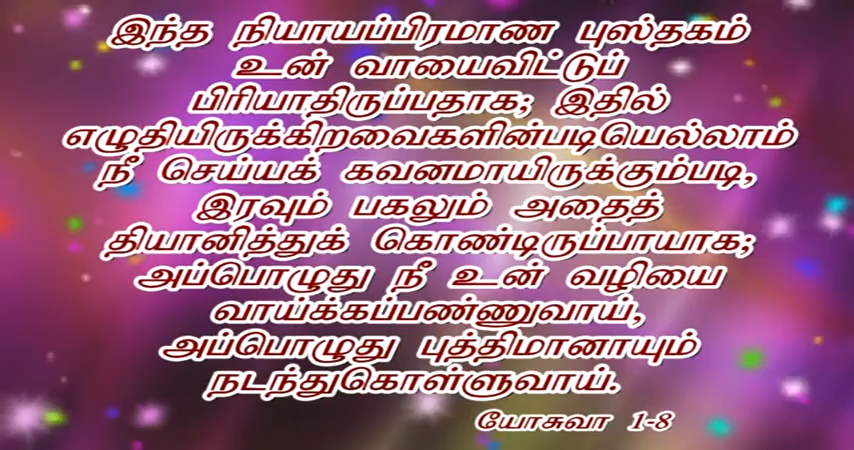 இந்த நியாயப்பிரமாண புஸ்தகம்
உன் வாயைவிட்டுப்
பிரியாதிருப்பதாக; இதில்
எழுதியிருக்கிறவைகளின்படியெல்லாம்
நீ செய்யக் கவனமாயிருக்கும்படி,
இரவும் பகலும் அதைத்
தியானித்துக் கொண்டிருப்பாயாக;
அப்பொழுது நீ உன் வழியை
வாய்க்கப்பண்ணுவாய்,
அப்பொழுது புத்திமானாயும்
நடந்துகொள்ளுவாய்.
யோசுவா 1-8